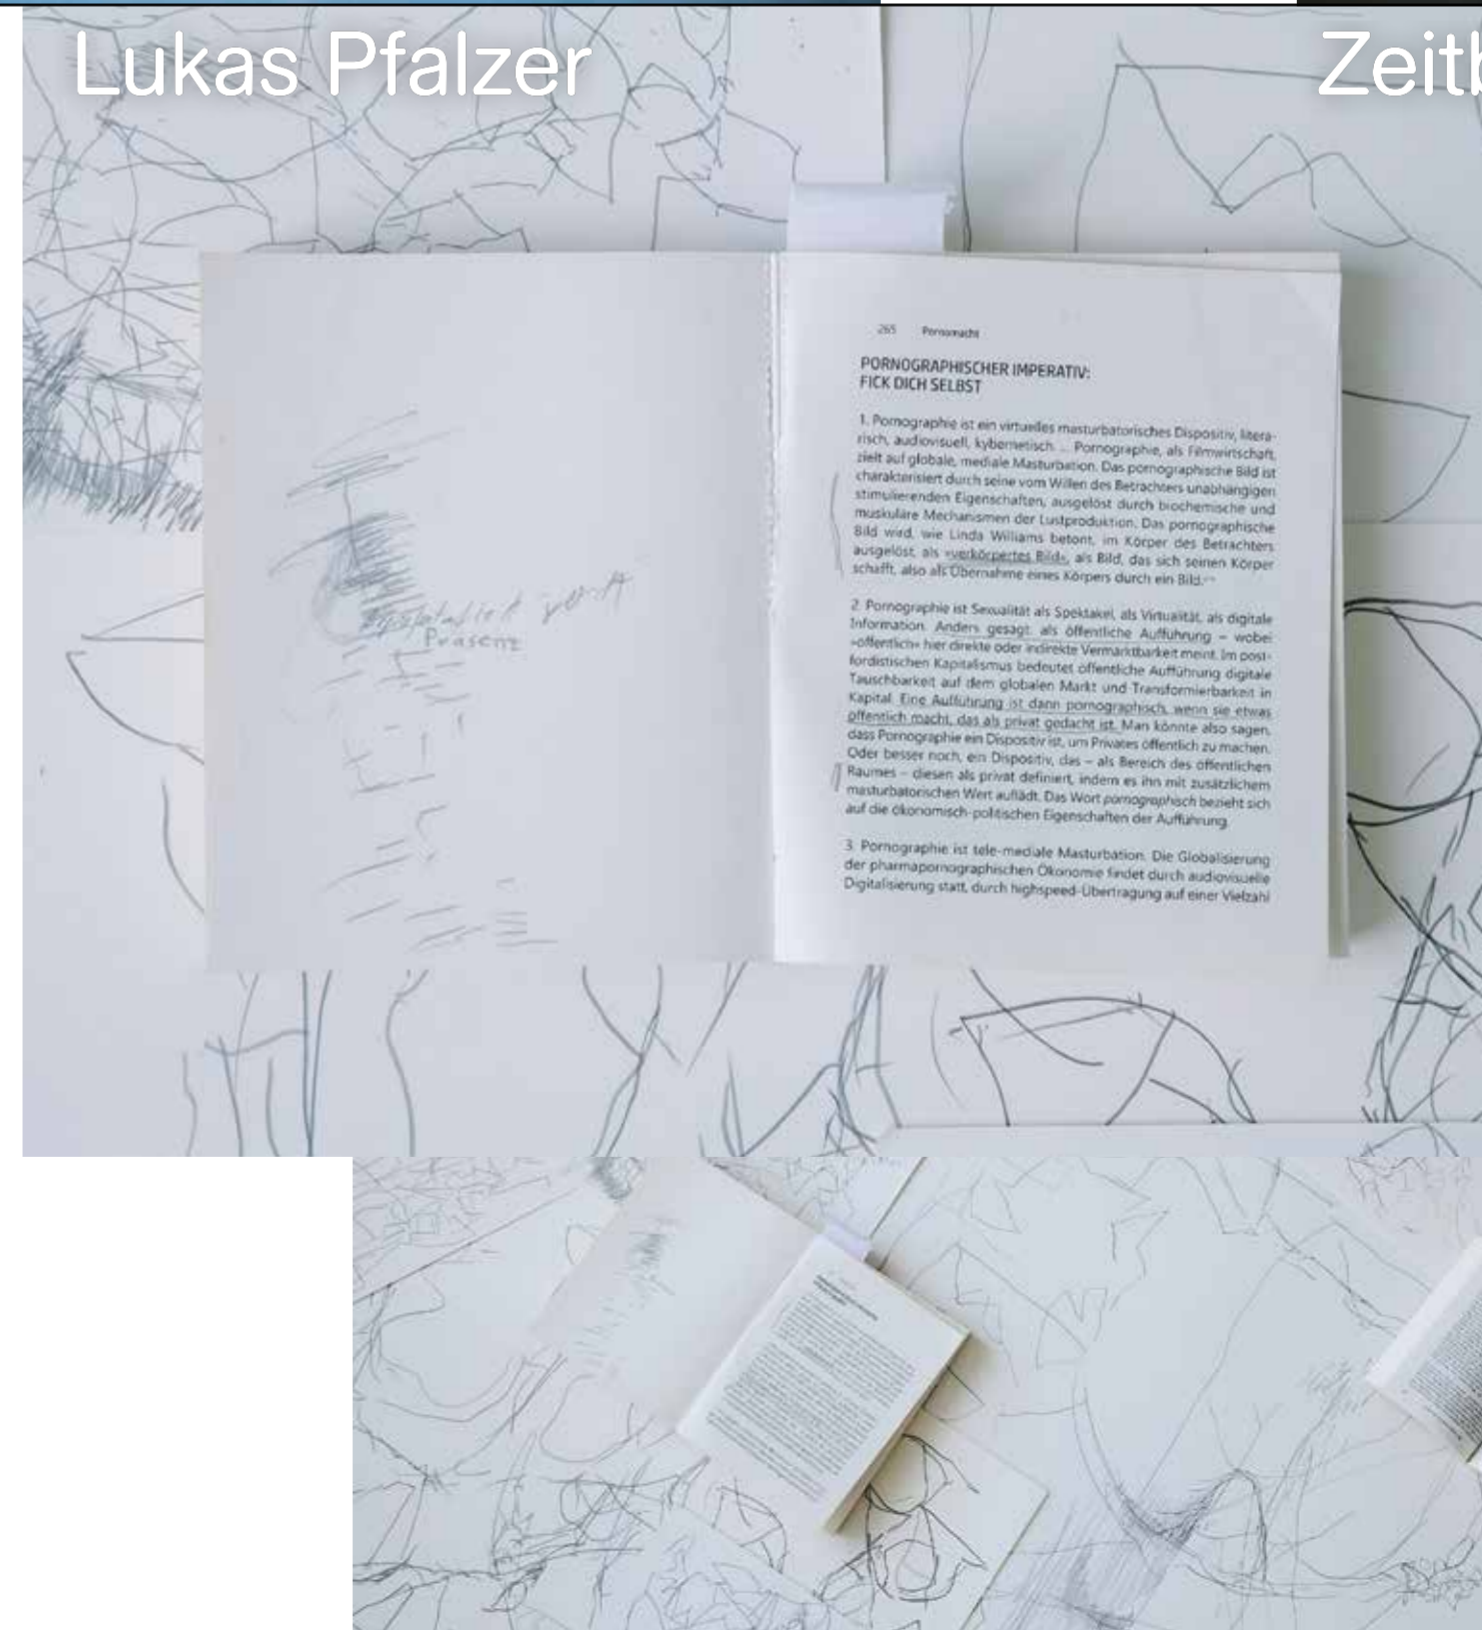 Lukas Pfalzer
Zeitb
265 Pornomacht
PORNOGRAPHISCHER IMPERATIV:
FICK DICH SELBST
1. Pornographie ist ein virtuelles masturbatorisches Dispositiv, litera-
risch, audiovisuell, kybernetisch ... Pornographie, als Filmwirtschaft,
zielt auf globale, mediale Masturbation. Das pornographische Bild ist
charakterisiert durch seine vom Willen des Betrachters unabhängigen
stimulierenden Eigenschaften, ausgelöst durch biochemische und
muskuläre Mechanismen der Lustproduktion. Das pornographische
Bild wird, wie Linda Williams betont, im Körper des Betrachters
ausgelöst, als »verkörpertes Bild«, als Bild, das sich seinen Körper
schafft, also als Übernahme eines Körpers durch ein Bild.
2. Pornographie ist Sexualität als Spektakel, als Virtualität, als digitale
Information. Anders gesagt: als öffentliche Aufführung – wobei
»öffentlich« hier direkte oder indirekte Vermarktbarkeit meint. Im post-
fordistischen Kapitalismus bedeutet öffentliche Aufführung digitale
Tauschbarkeit auf dem globalen Markt und Transformierbarkeit in
Kapital. Eine Aufführung ist dann pornographisch, wenn sie etwas
öffentlich macht, das als privat gedacht ist. Man könnte also sagen,
dass Pornographie ein Dispositiv ist, um Privates öffentlich zu machen.
Oder besser noch, ein Dispositiv, das – als Bereich des öffentlichen
Raumes – diesen als privat definiert, indem es ihn mit zusätzlichem
masturbatorischen Wert auflädt. Das Wort pornographisch bezieht sich
auf die ökonomisch-politischen Eigenschaften der Aufführung.
3. Pornographie ist tele-mediale Masturbation. Die Globalisierung
der pharmapornographischen Ökonomie findet durch audiovisuelle
Digitalisierung statt, durch highspeed-Übertragung auf einer Vielzahl
Präsenz